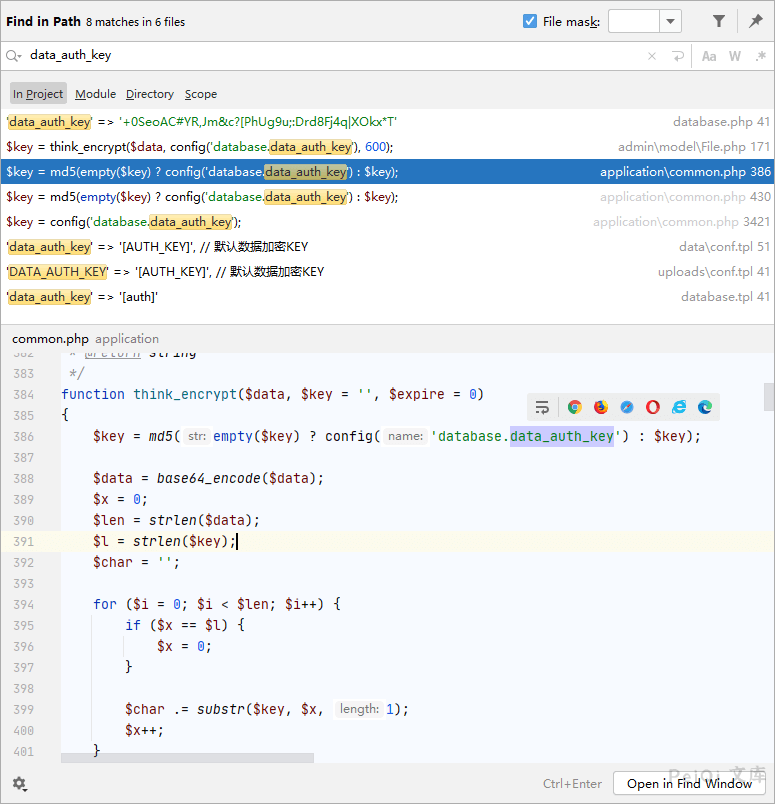 Find in Path 8 matches in 6 files
File mask:
data_auth_key
Aa W .*
In Project Module Directory Scope
'data_auth_key' => '+0SeoAC#YR,Jm&c?[PhUg9u;:Drd8Fj4q|XOkx*T' database.php 41
$key = think_encrypt($data, config('database.data_auth_key'), 600); admin\model\File.php 171
$key = md5(empty($key) ? config('database.data_auth_key') : $key); application\common.php 386
$key = md5(empty($key) ? config('database.data_auth_key') : $key); application\common.php 430
$key = config('database.data_auth_key'); application\common.php 3421
'data_auth_key' => '[AUTH_KEY]', // 默认数据加密KEY data\conf.tpl 51
'DATA_AUTH_KEY' => '[AUTH_KEY]', // 默认数据加密KEY uploads\conf.tpl 41
'data_auth_key' => '[auth]' database.tpl 41
common.php application
382 * @return string
383 */
384 function think_encrypt($data, $key = '', $expire = 0)
385 {
386 $key = md5( str: empty($key) ? config( name: 'database.data_auth_key') : $key);
387
388 $data = base64_encode($data);
389 $x = 0;
390 $len = strlen($data);
391 $l = strlen($key);
392 $char = '';
393
394 for ($i = 0; $i < $len; $i++) {
395 if ($x == $l) {
396 $x = 0;
397 }
398
399 $char .= substr($key, $x, length: 1);
400 $x++;
401 }
PeiQi 文库
Ctrl+Enter Open in Find Window